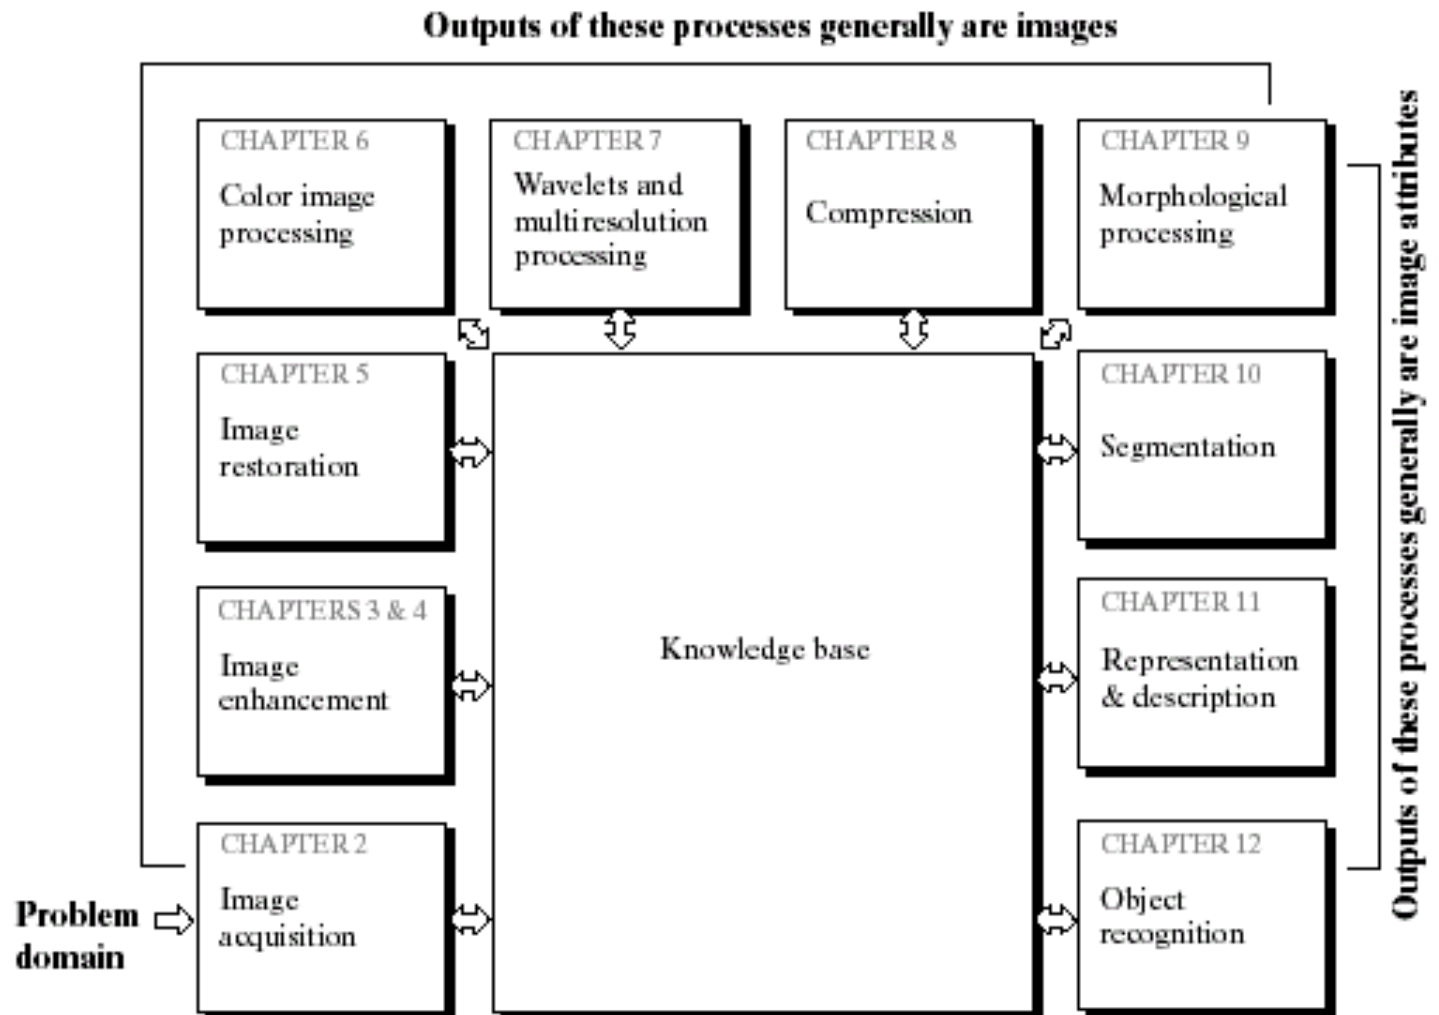 Outputs of these processes generally are images
CHAPTER 6
Color image
processing
CHAPTER 7
Wavelets and
multiresolution
processing
CHAPTER 8
Compression
CHAPTER 9
Morphological
processing
CHAPTER 5
Image
restoration
CHAPTER 10
Segmentation
CHAPTERS 3 & 4
Image
enhancement
Knowledge base
CHAPTER 11
Representation
& description
CHAPTER 2
Image
acquisition
CHAPTER 12
Object
recognition
Problem
domain
Outputs of these processes generally are image attributes